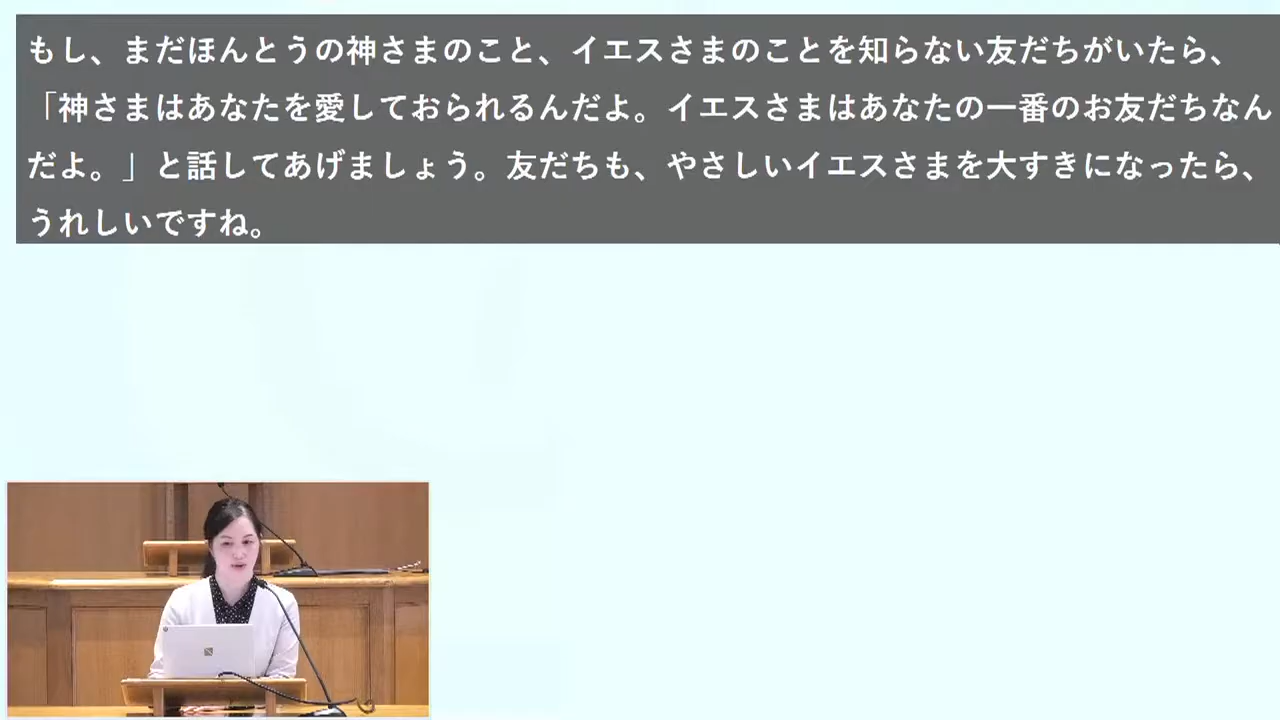 もし、まだほんとうの神さまのこと、イエスさまのことを知らない友だちがいたら、
「神さまはあなたを愛しておられるんだよ。イエスさまはあなたの一番のお友だちなん
だよ。」と話してあげましょう。友だちも、やさしいイエスさまを大すきになったら、
うれしいですね。